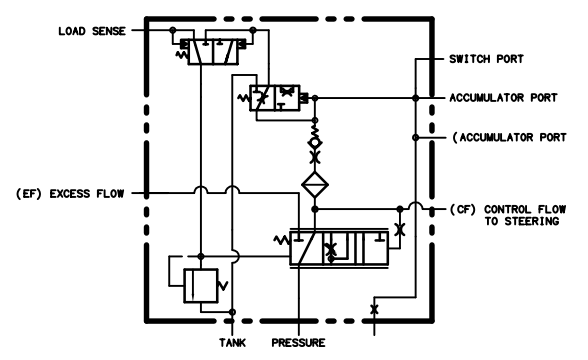 LOAD SENSE
SWITCH PORT
ACCUMULATOR PORT
(ACCUMULATOR PORT
(EF) EXCESS FLOW
(CF) CONTROL FLOW
TO STEERING
TANK
PRESSURE